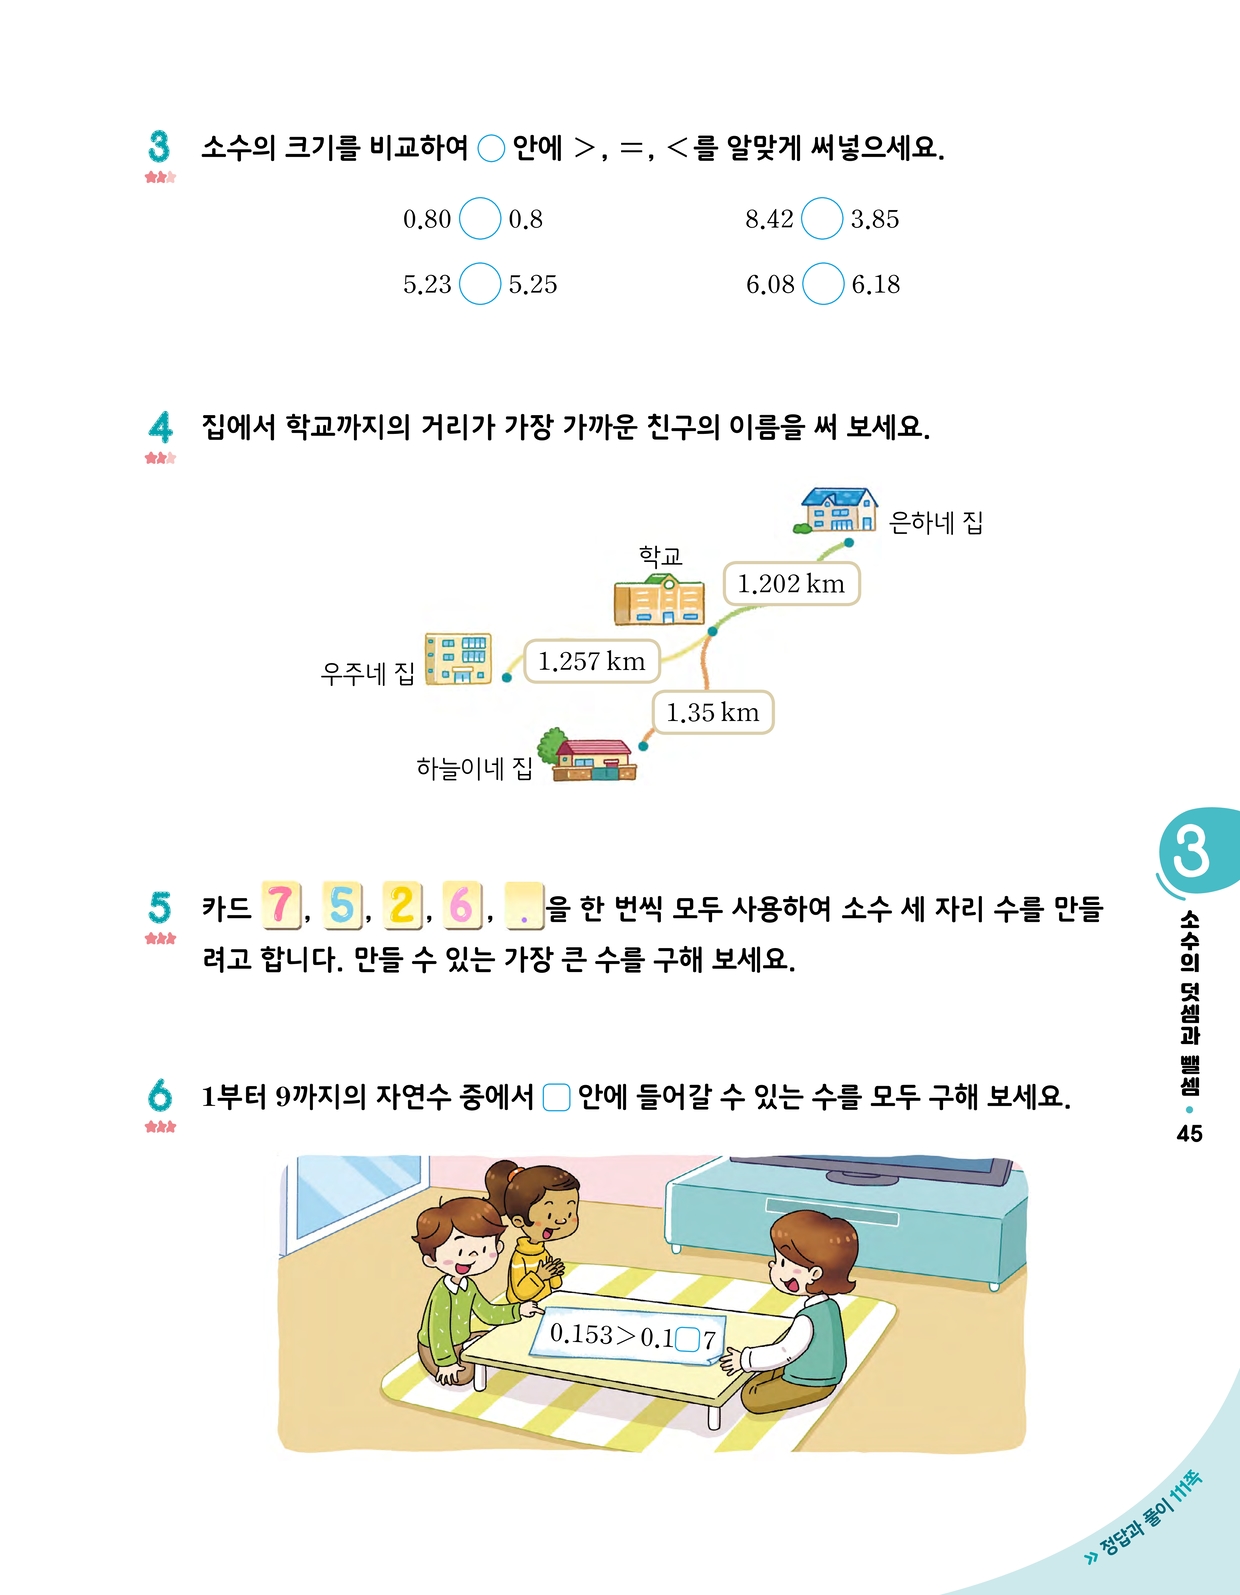 3 소수의 크기를 비교하여 ○ 안에 >, =, <를 알맞게 써넣으세요.
0.80 ○ 0.8 8.42 ○ 3.85
5.23 ○ 5.25 6.08 ○ 6.18
4 집에서 학교까지의 거리가 가장 가까운 친구의 이름을 써 보세요.
은하네 집
학교
1.202 km
1.257 km
우주네 집
1.35 km
하늘이네 집
5 카드 7, 5, 2, 6, .을 한 번씩 모두 사용하여 소수 세 자리 수를 만들
려고 합니다. 만들 수 있는 가장 큰 수를 구해 보세요.
6 1부터 9까지의 자연수 중에서 □ 안에 들어갈 수 있는 수를 모두 구해 보세요.
0.153>0.1□7
3
소수의 덧셈과 뺄셈 • 45
» 정답과 풀이 111쪽